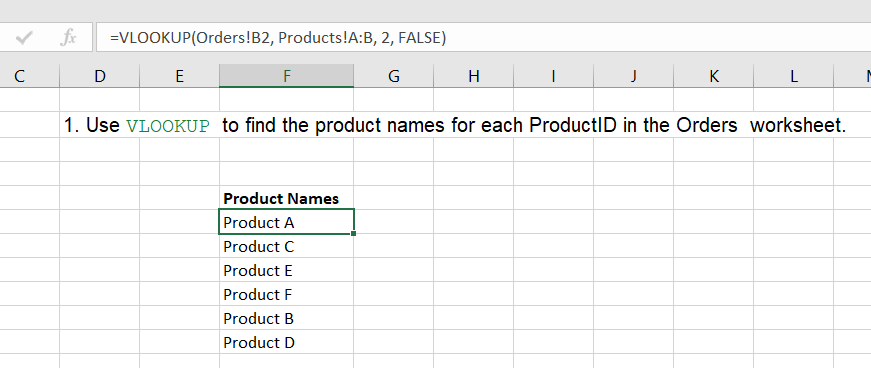 fx =VLOOKUP(Orders!B2, Products!A:B, 2, FALSE)
C D E F G H I J K L
1. Use VLOOKUP to find the product names for each ProductID in the Orders worksheet.
Product Names
Product A
Product C
Product E
Product F
Product B
Product D